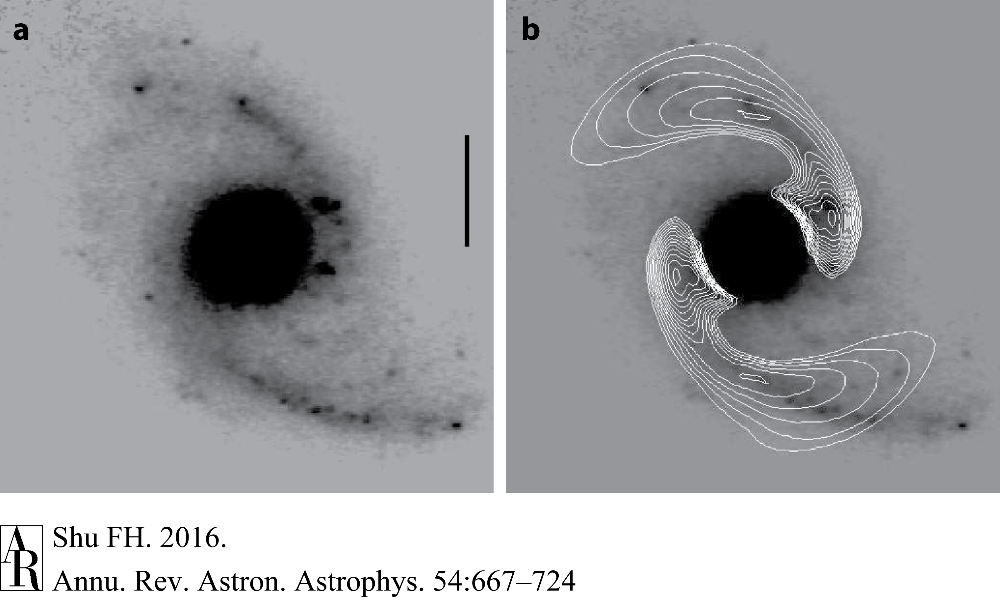 a
b
AR
Shu FH. 2016.
Annu. Rev. Astron. Astrophys. 54:667–724